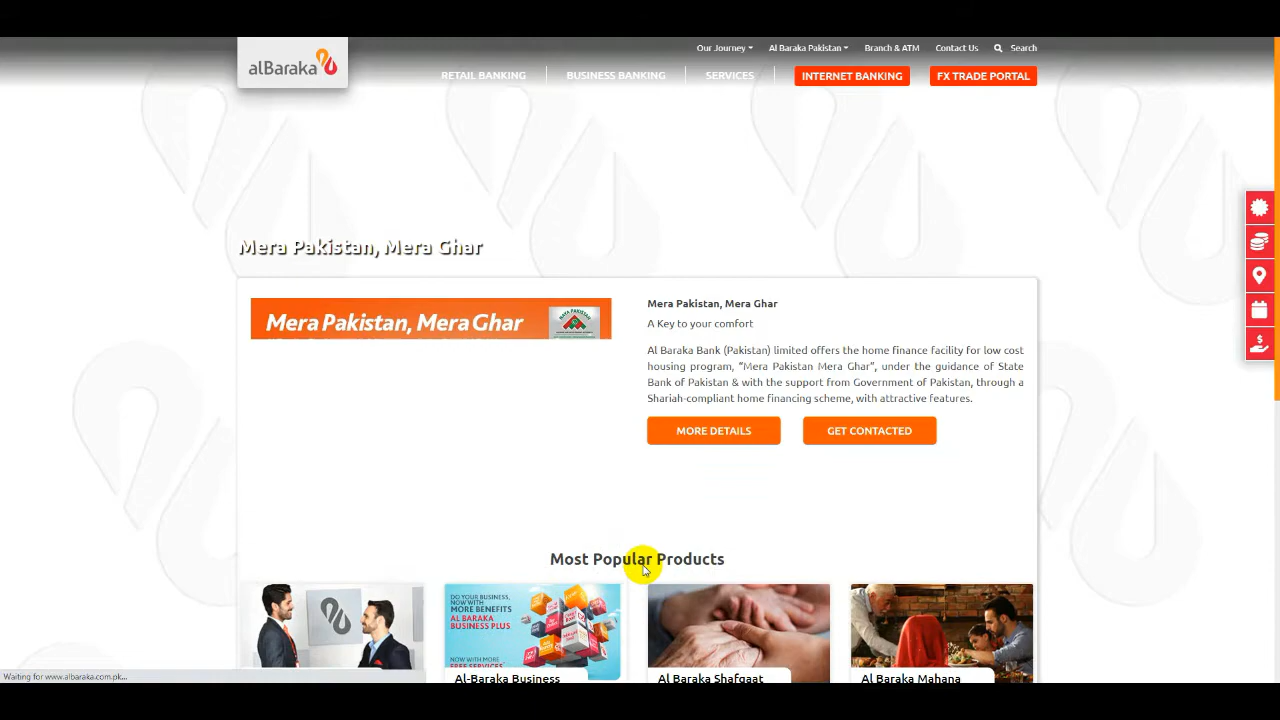 alBaraka
Our Journey
Al Baraka Pakistan
Branch & ATM
Contact Us
Search
RETAIL BANKING
BUSINESS BANKING
SERVICES
INTERNET BANKING
FX TRADE PORTAL
Mera Pakistan, Mera Ghar
Mera Pakistan, Mera Ghar
Mera Pakistan, Mera Ghar
A Key to your comfort
Al Baraka Bank (Pakistan) limited offers the home finance facility for low cost
housing program, “Mera Pakistan Mera Ghar”, under the guidance of State
Bank of Pakistan & with the support from Government of Pakistan, through a
Shariah-compliant home financing scheme, with attractive features.
MORE DETAILS
GET CONTACTED
Most Popular Products
DO YOUR BUSINESS,
NOW WITH
MORE BENEFITS
AL BARAKA
BUSINESS PLUS
NOW WITH MORE
FREE SERVICES
Al-Baraka Business
Al Baraka Shafqaat
Al Baraka Mahana
Waiting for www.albaraka.com.pk...